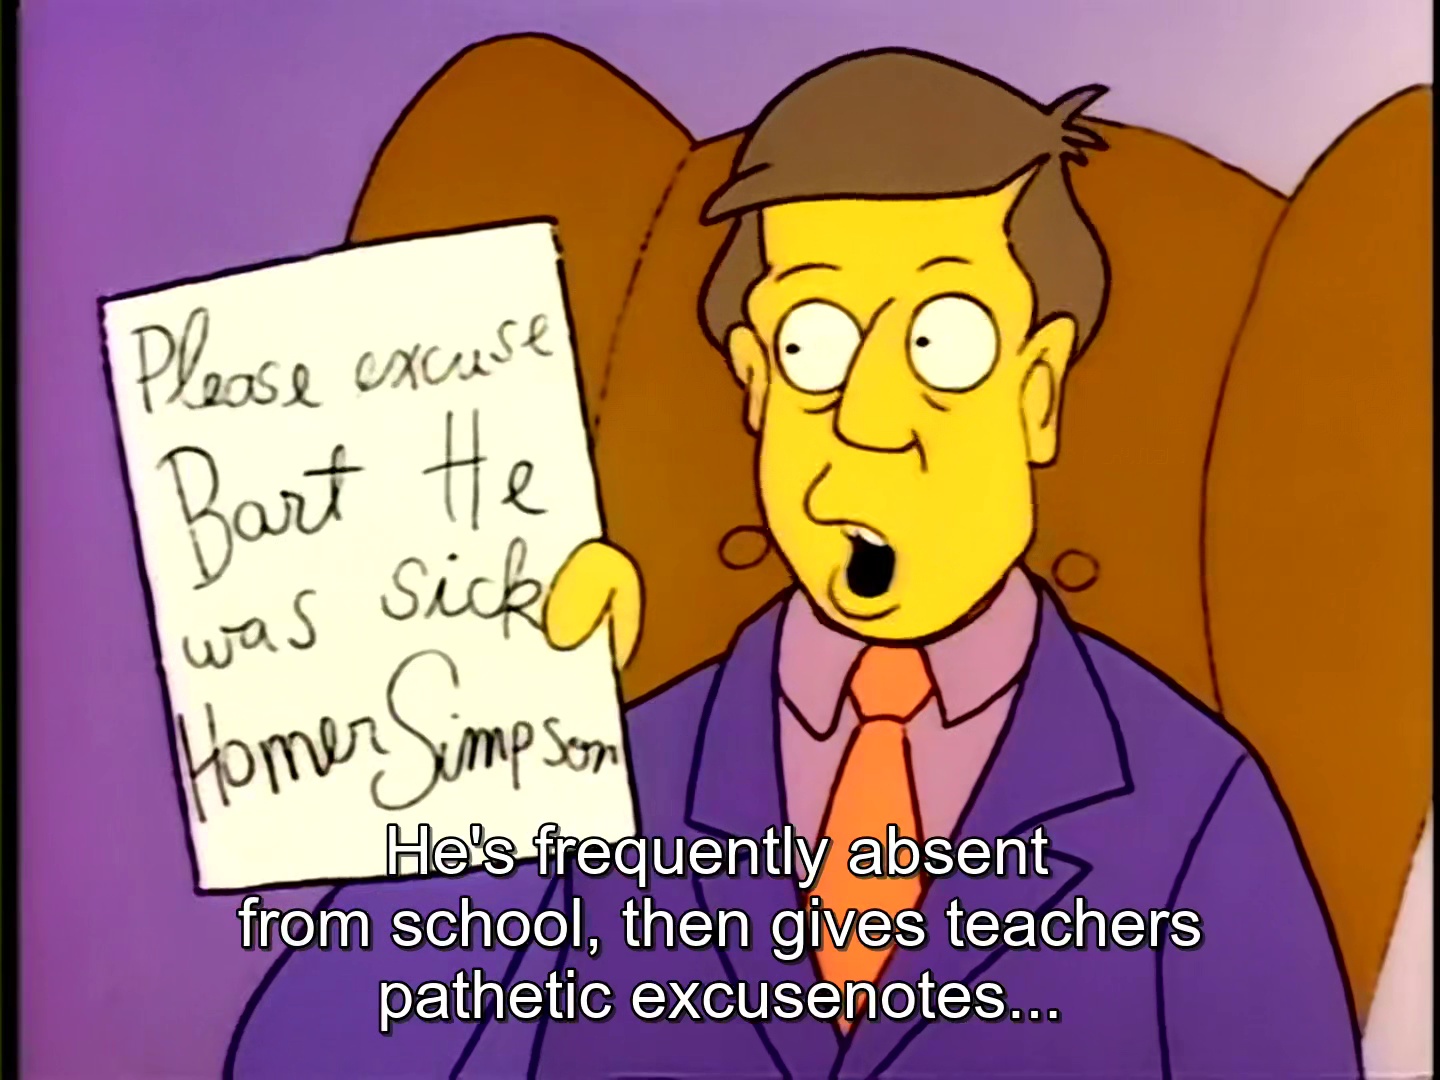 Please excuse
Bart He
was sick
Homer Simpson
He's frequently absent
from school, then gives teachers
pathetic excusenotes...